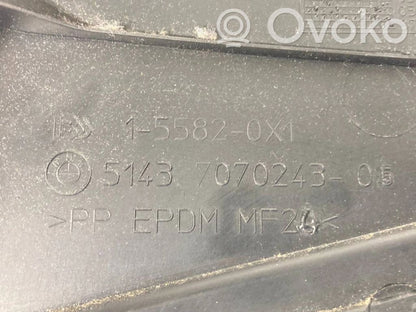 Ovoko
1-5582-0X1
5143 7070243-05
>PP EPDM MF24<